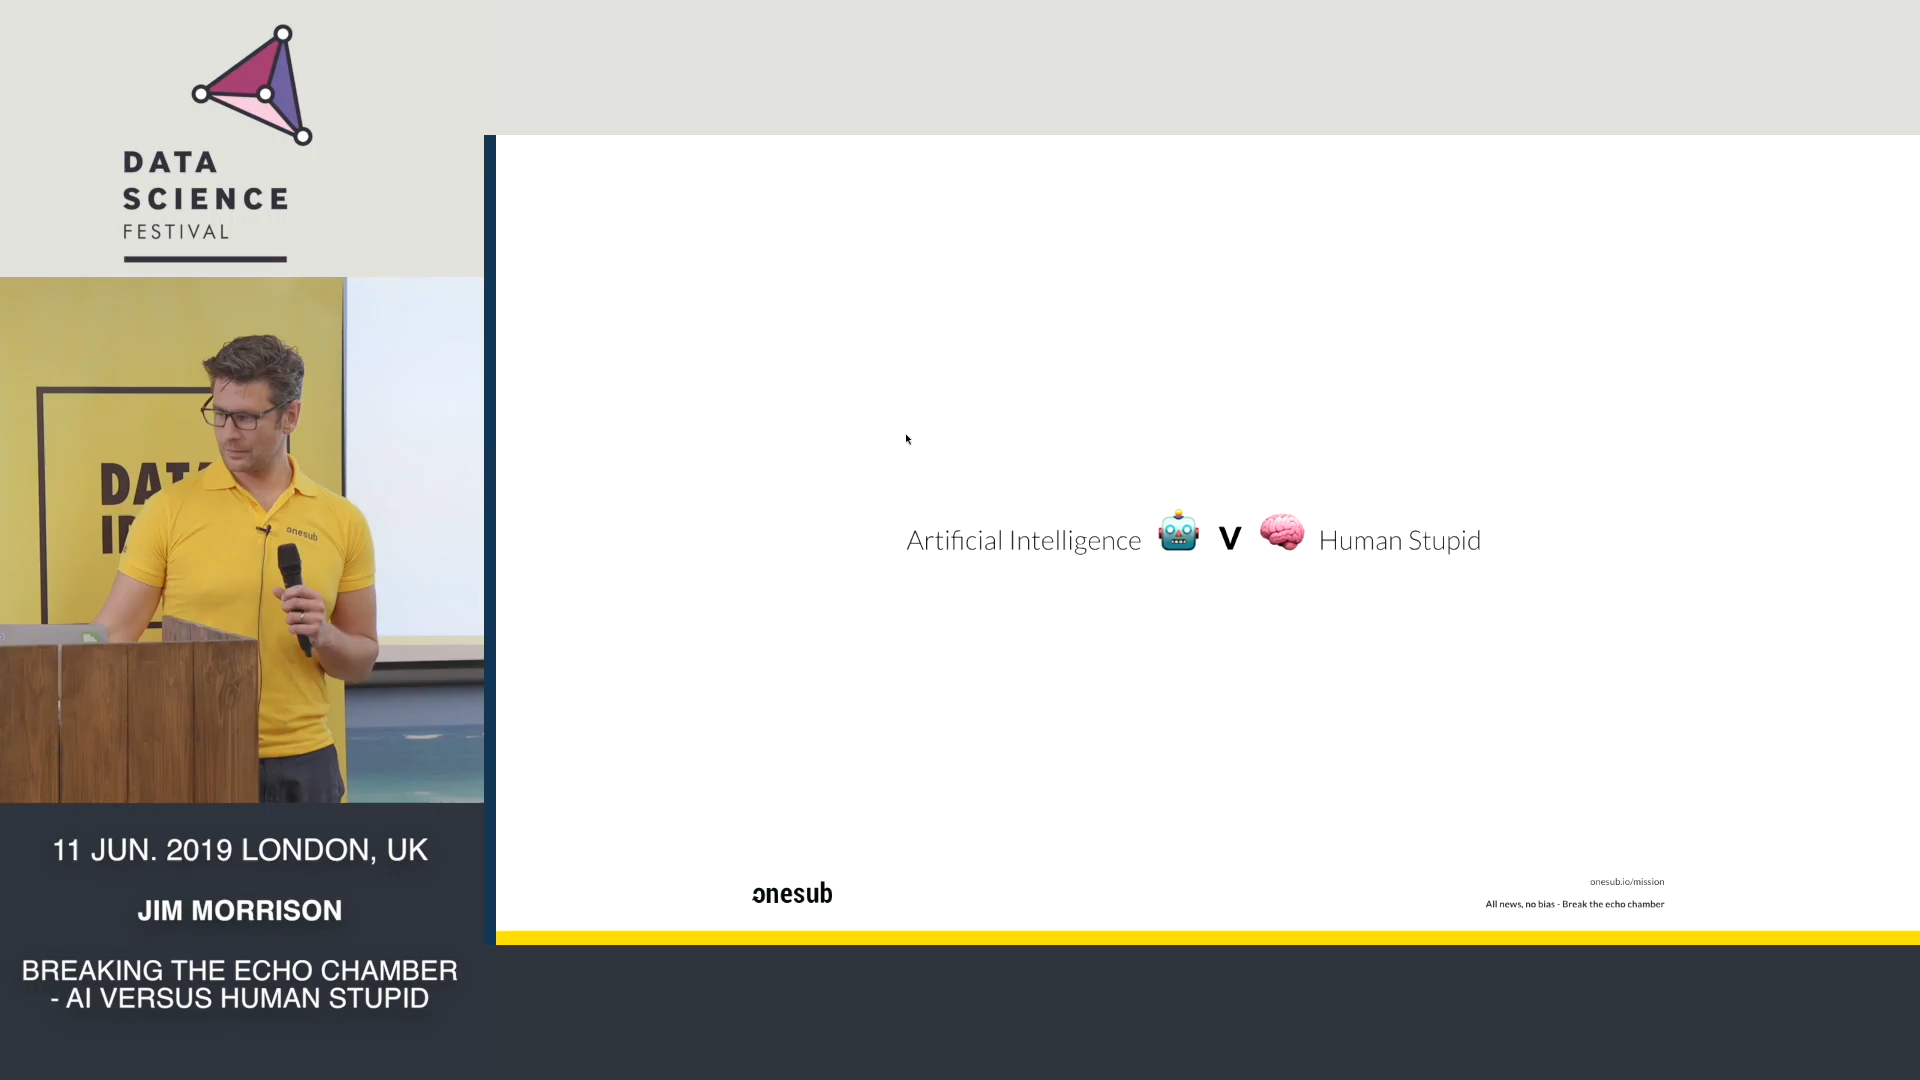 DATA
SCIENCE
FESTIVAL
onesub
11 JUN. 2019 LONDON, UK
JIM MORRISON
BREAKING THE ECHO CHAMBER
- AI VERSUS HUMAN STUPID
Artificial Intelligence V Human Stupid
onesub
onesub.io/mission
All news, no bias - Break the echo chamber